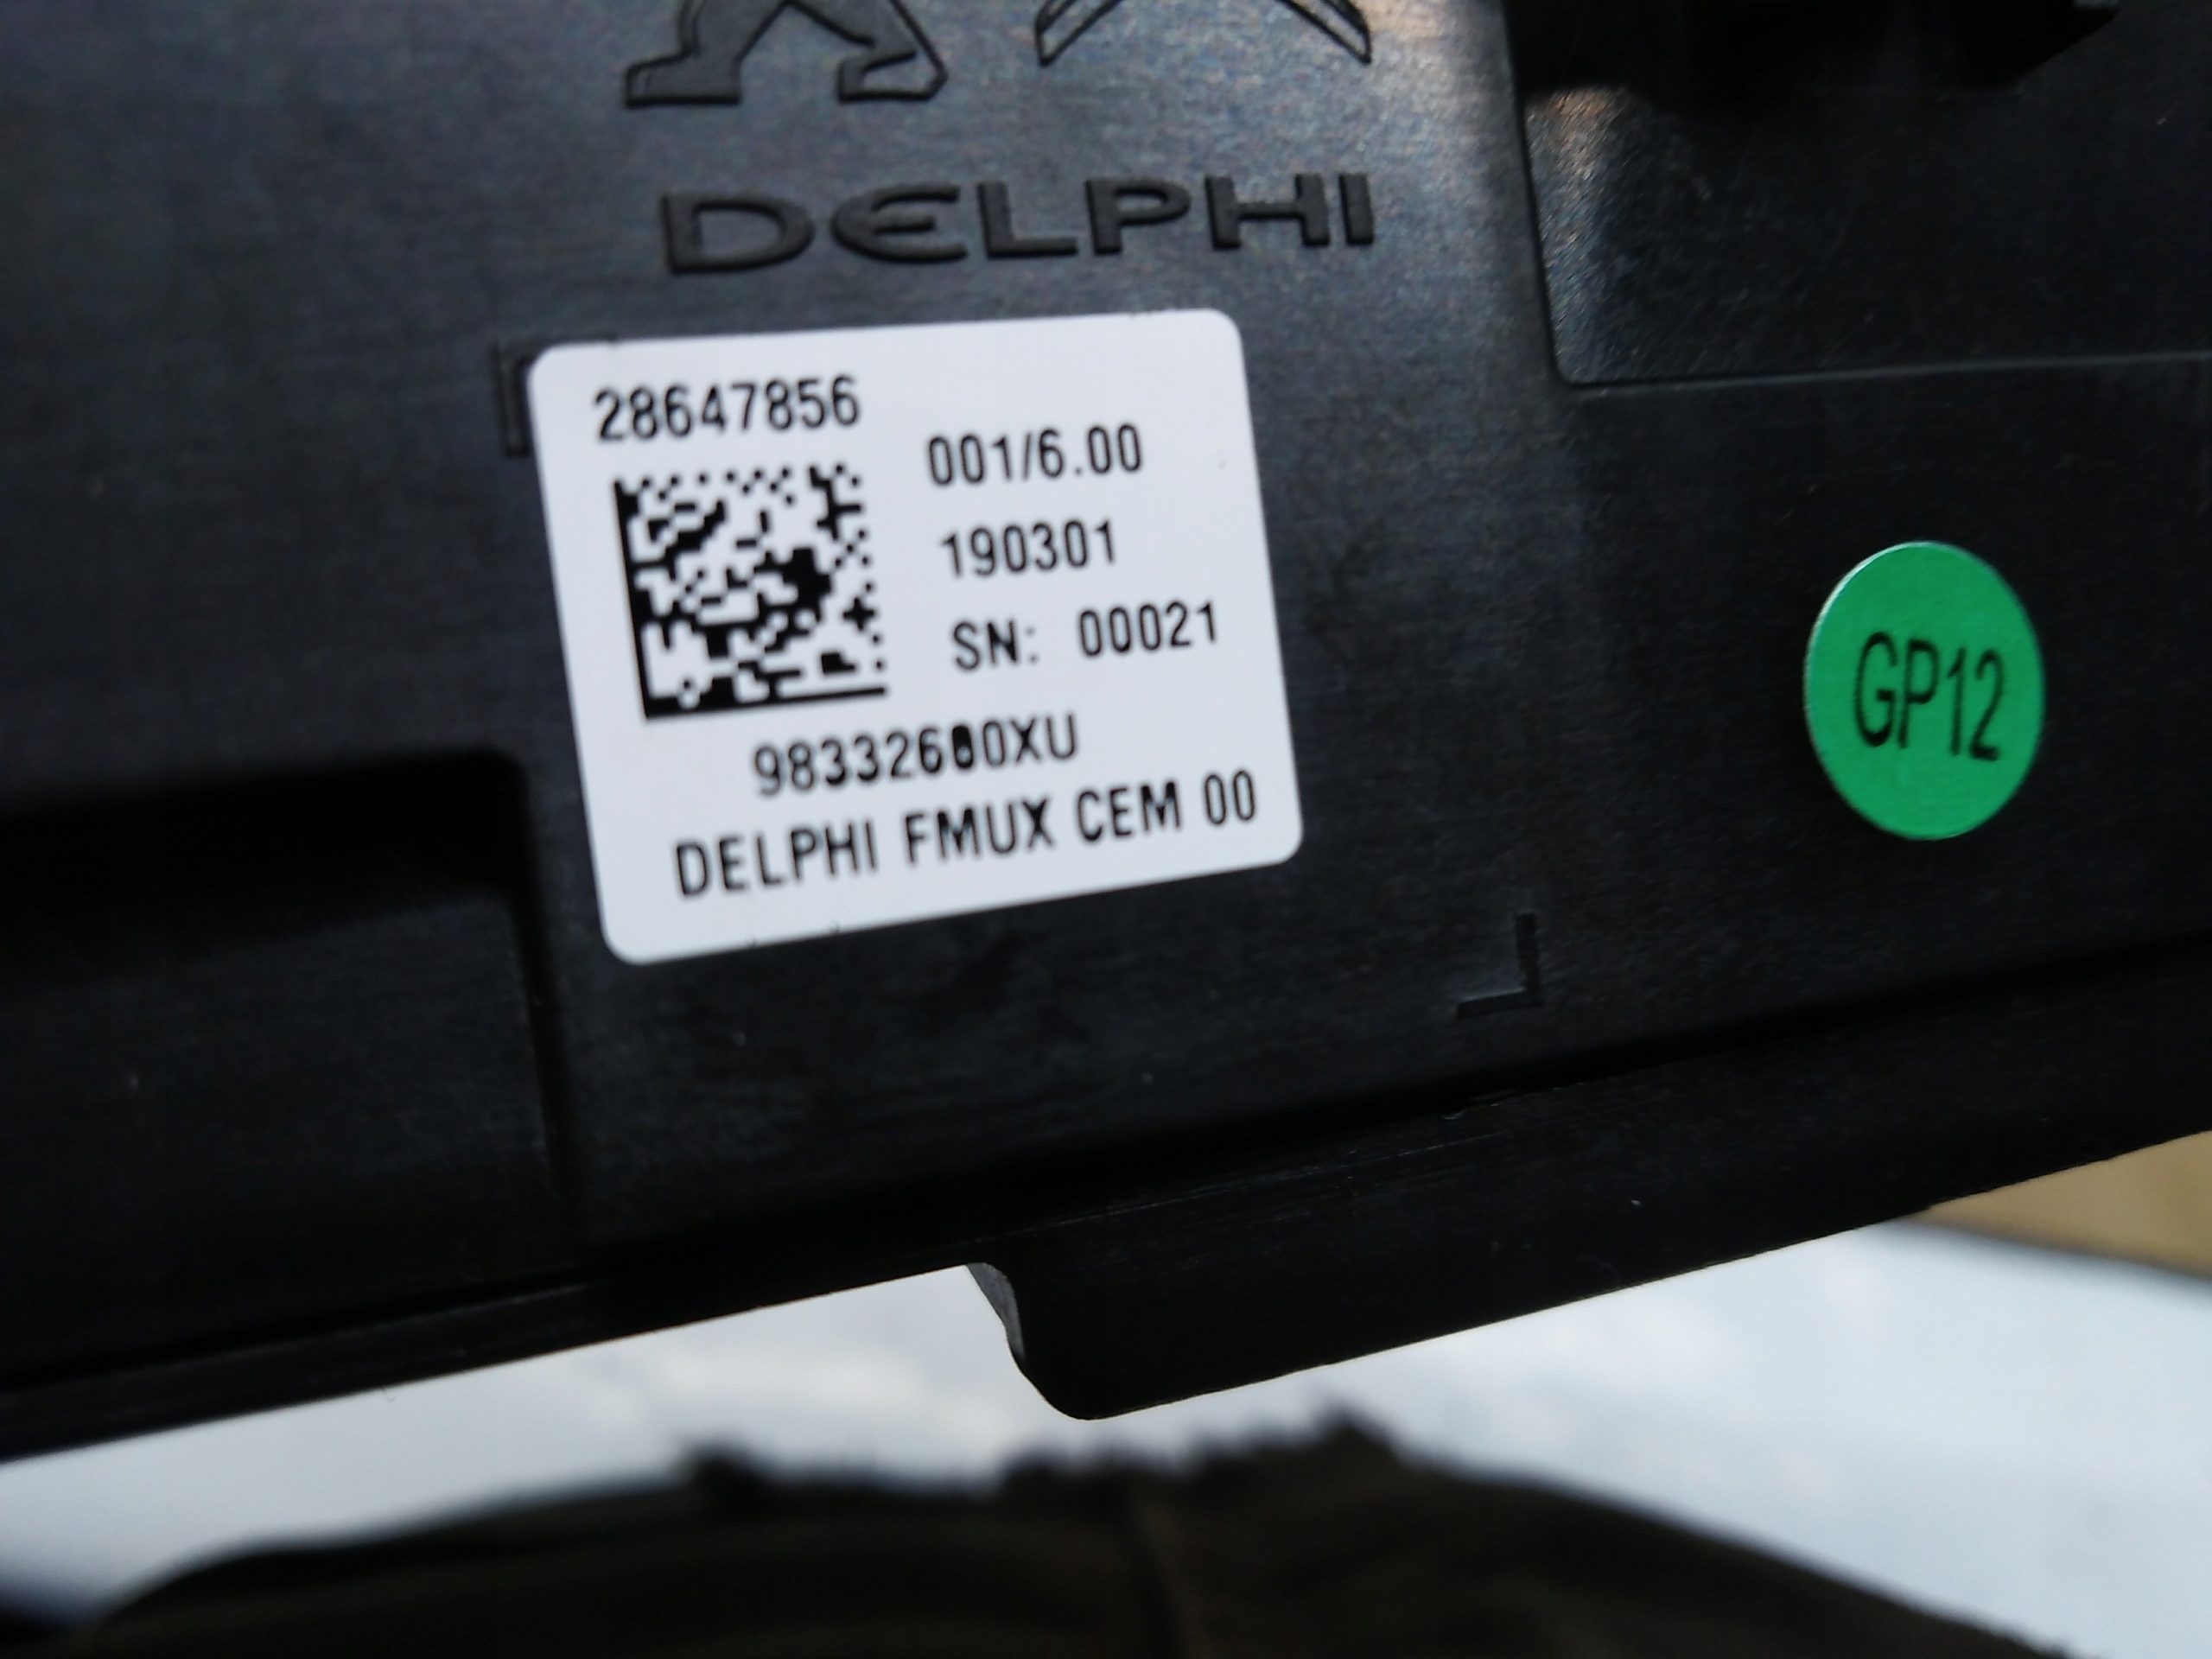 DELPHI
28647856
001/6.00
190301
SN: 00021
DELPHI FMUX CEM 00
GP12